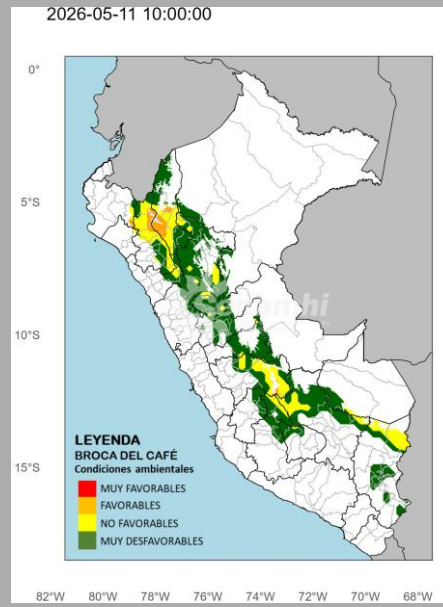 2026-05-11 10:00:00
0°
5°S
10°S
15°S
senamhi
LEYENDA
BROCA DEL CAFÉ
Condiciones ambientales
MUY FAVORABLES
FAVORABLES
NO FAVORABLES
MUY DESFAVORABLES
82°W 80°W 78°W 76°W 74°W 72°W 70°W 68°W